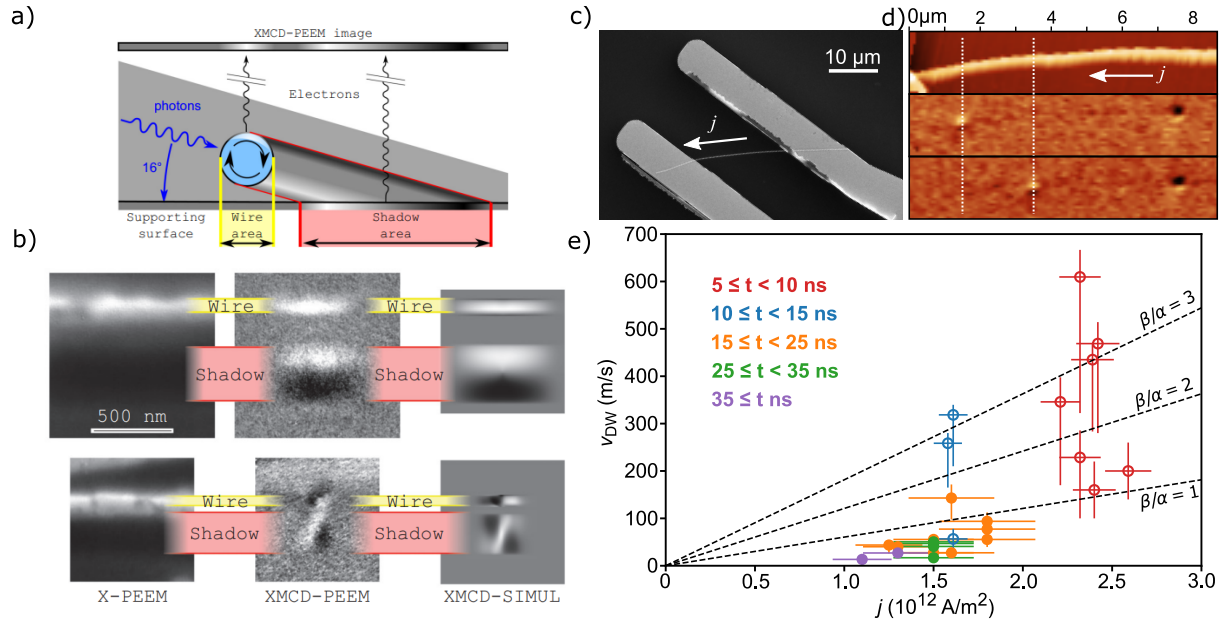 a)
XMCD-PEEM image
Electrons
photons
16°
Supporting
surface
Wire
area
Shadow
area
b)
Wire
Wire
Shadow
Shadow
500 nm
Wire
Wire
Shadow
Shadow
X-PEEM
XMCD-PEEM
XMCD-SIMUL
c)
10 µm
j
d)
0µm 2 4 6 8
j
e)
700
600
500
400
300
200
100
0
v_DW (m/s)
5 ≤ t < 10 ns
10 ≤ t < 15 ns
15 ≤ t < 25 ns
25 ≤ t < 35 ns
35 ≤ t ns
β/α = 3
β/α = 2
β/α = 1
0 0.5 1.0 1.5 2.0 2.5 3.0
j (10¹² A/m²)